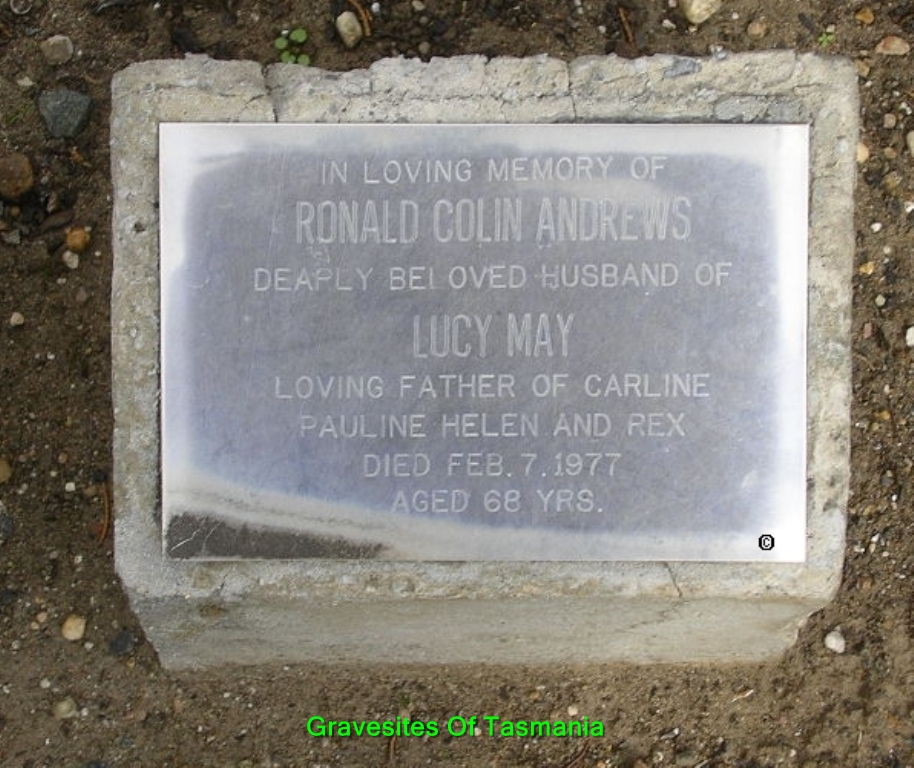 IN LOVING MEMORY OF
RONALD COLIN ANDREWS
DEAPLY BELOVED HUSBAND OF
LUCY MAY
LOVING FATHER OF CARLINE
PAULINE HELEN AND REX
DIED FEB. 7. 1977
AGED 68 YRS.
©
Gravesites Of Tasmania